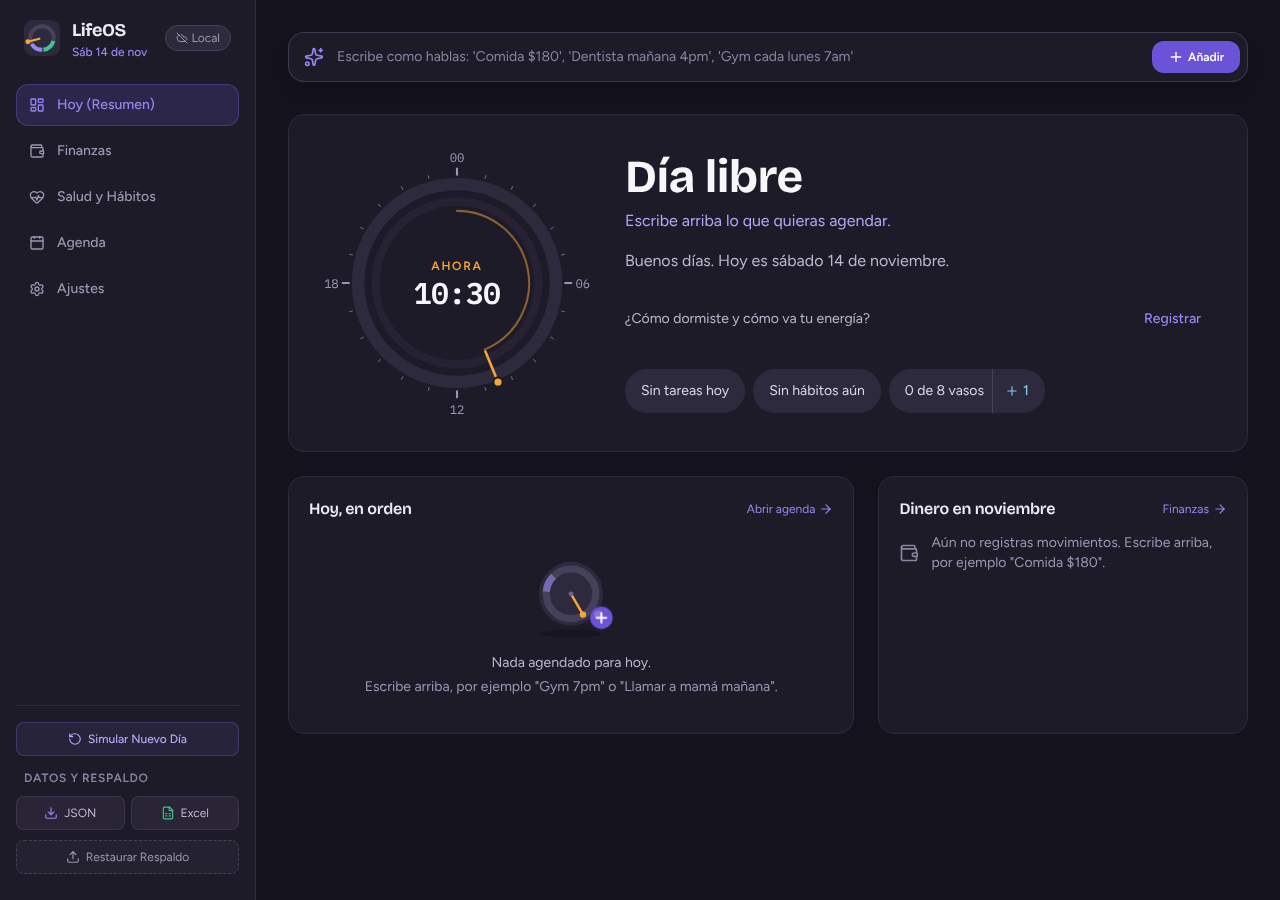 LifeOS
Sáb 14 de nov
Local
Hoy (Resumen)
Finanzas
Salud y Hábitos
Agenda
Ajustes
Simular Nuevo Día
DATOS Y RESPALDO
JSON
Excel
Restaurar Respaldo
Escribe como hablas: 'Comida $180', 'Dentista mañana 4pm', 'Gym cada lunes 7am'
Añadir
00
18
AHORA
10:30
06
12
Día libre
Escribe arriba lo que quieras agendar.
Buenos días. Hoy es sábado 14 de noviembre.
¿Cómo dormiste y cómo va tu energía?
Registrar
Sin tareas hoy
Sin hábitos aún
0 de 8 vasos
+ 1
Hoy, en orden
Abrir agenda →
Nada agendado para hoy.
Escribe arriba, por ejemplo "Gym 7pm" o "Llamar a mamá mañana".
Dinero en noviembre
Finanzas →
Aún no registras movimientos. Escribe arriba,
por ejemplo "Comida $180".